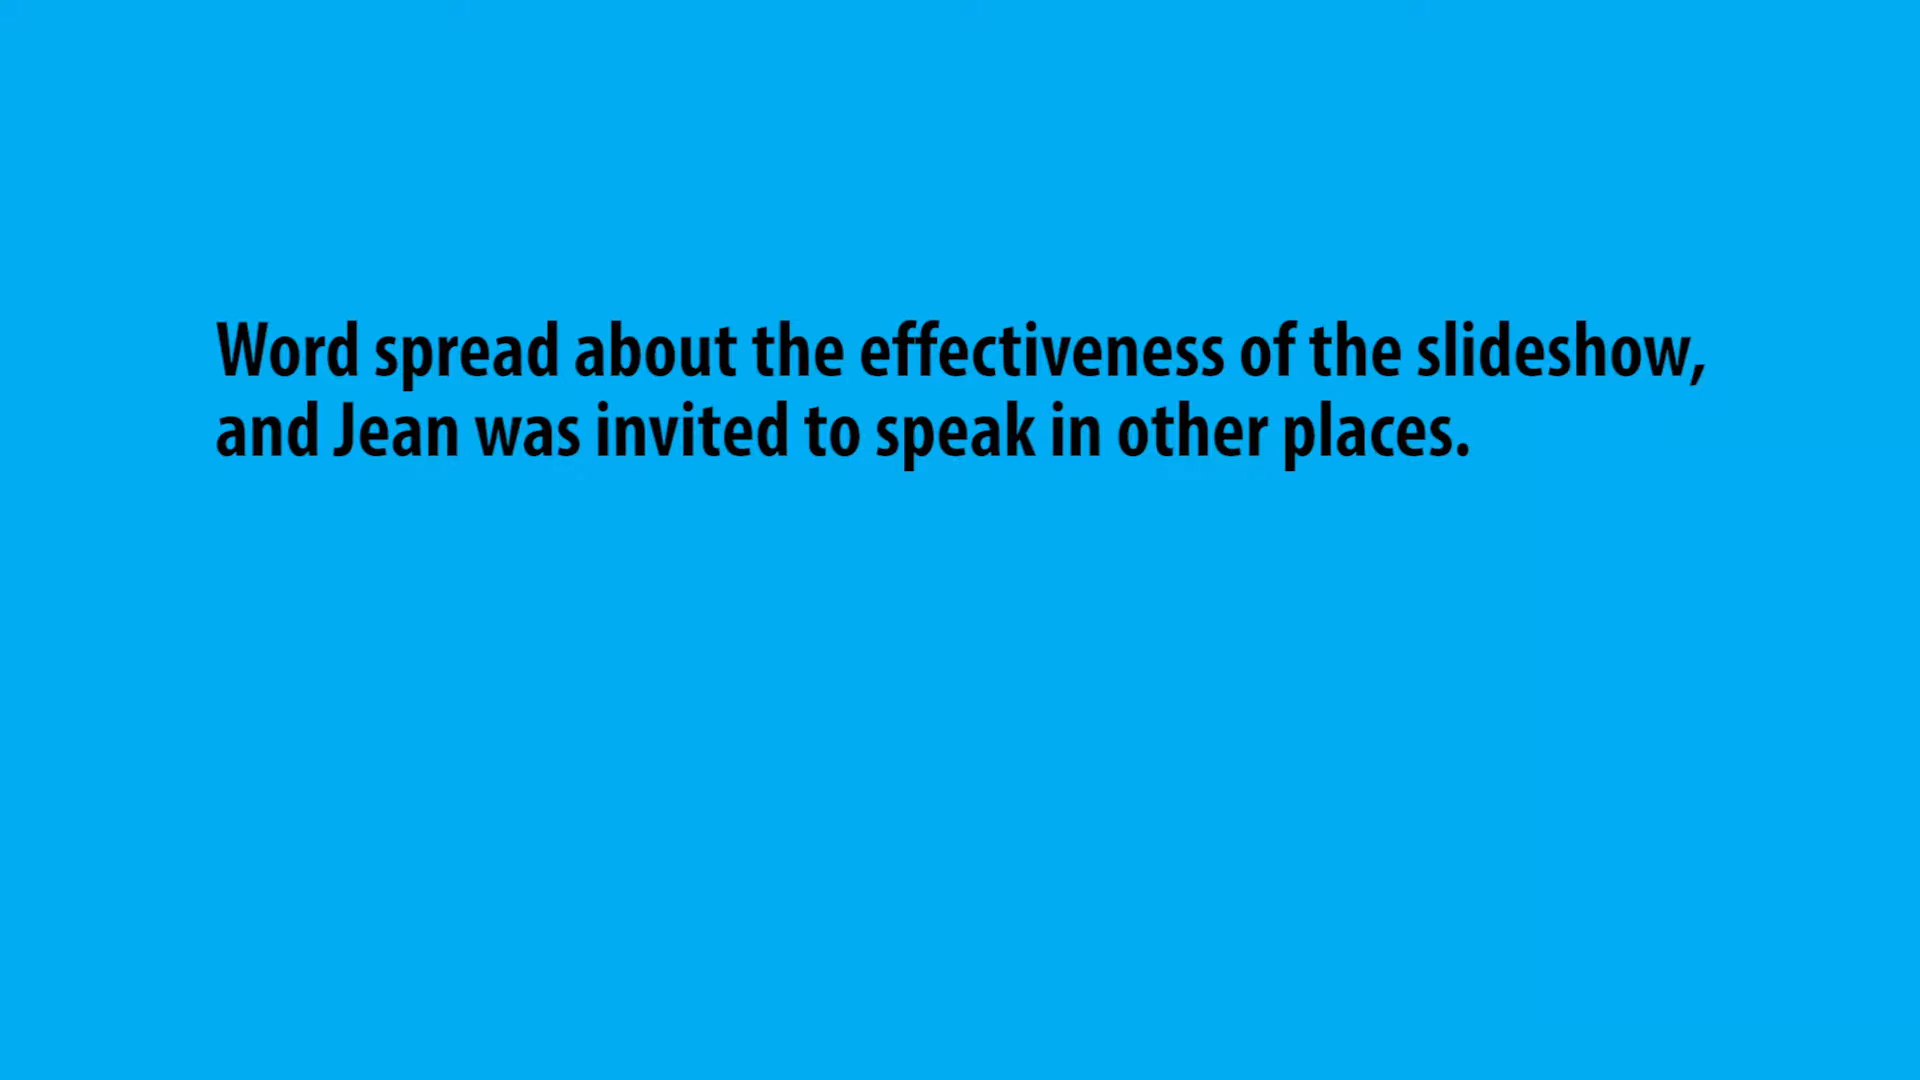 Word spread about the effectiveness of the slideshow,
and Jean was invited to speak in other places.